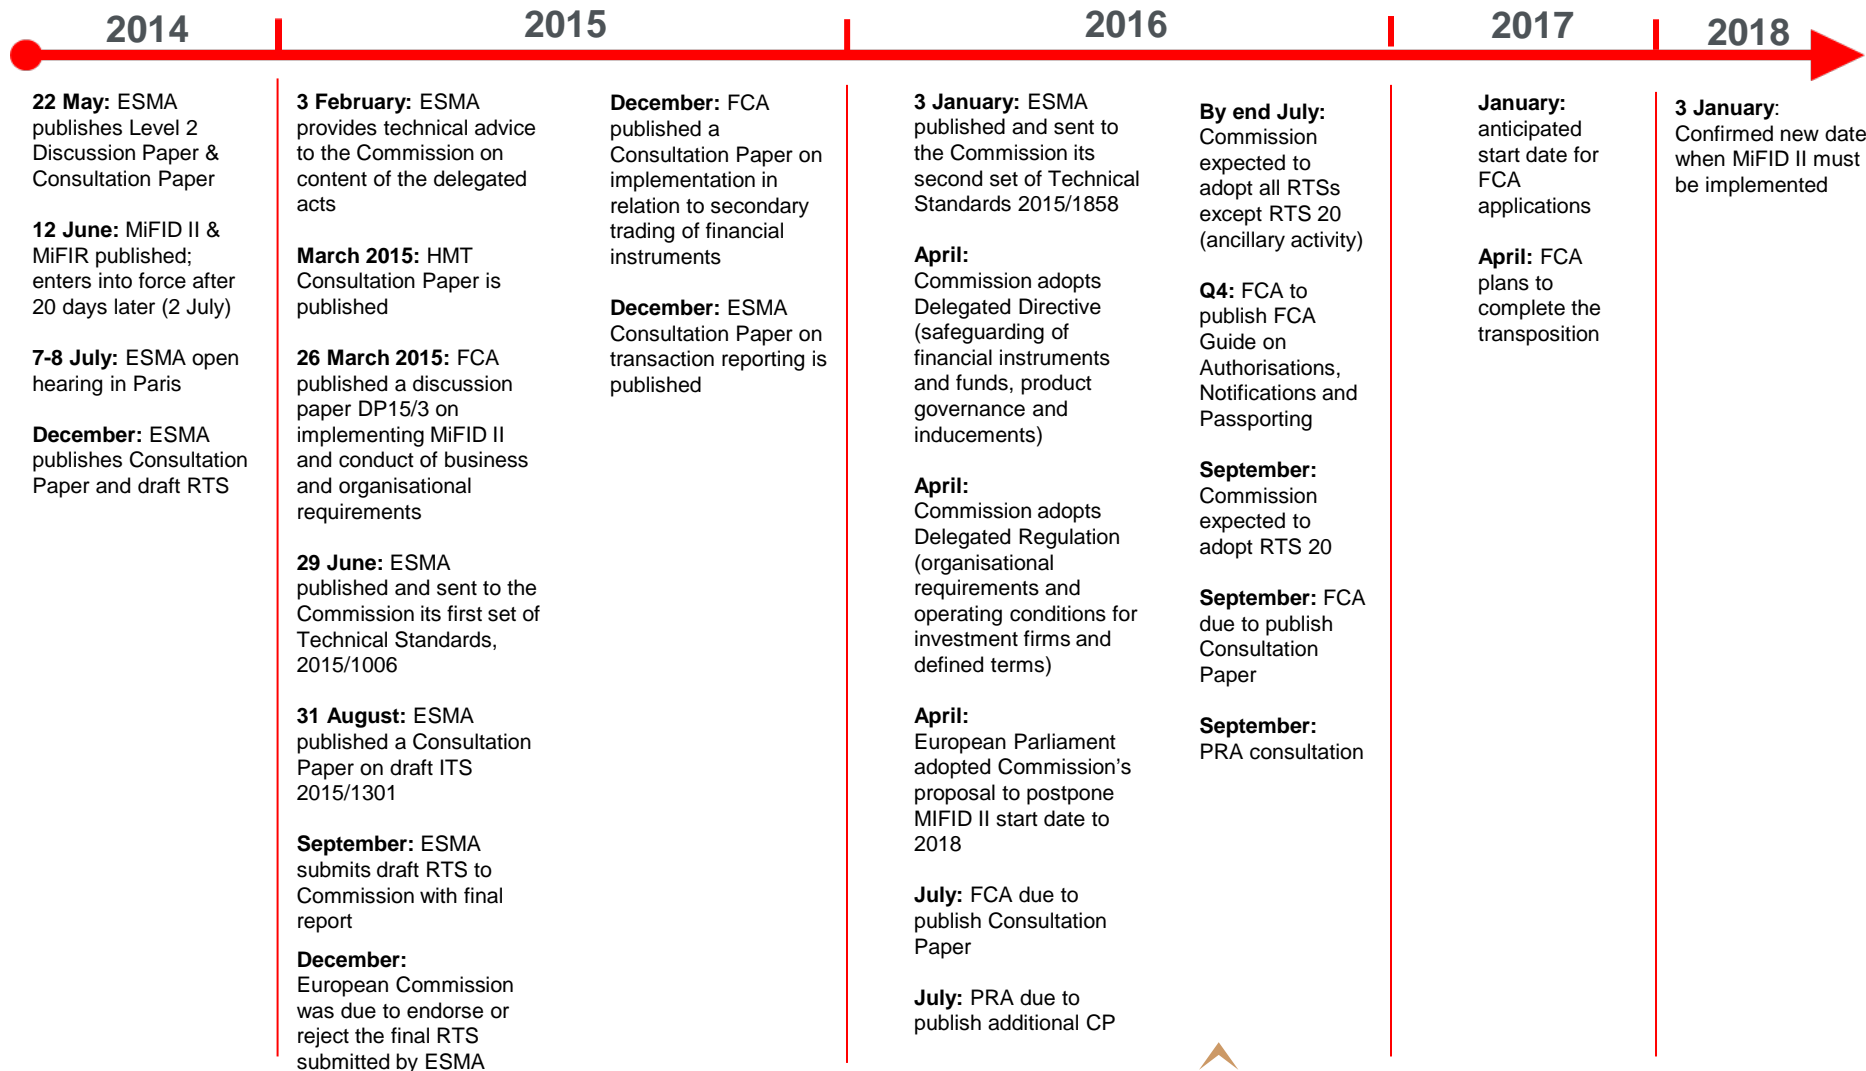 2014
2015
2016
2017
2018
22 May: ESMA
publishes Level 2
Discussion Paper &
Consultation Paper
12 June: MiFID II &
MiFIR published;
enters into force after
20 days later (2 July)
7-8 July: ESMA open
hearing in Paris
December: ESMA
publishes Consultation
Paper and draft RTS
3 February: ESMA
provides technical advice
to the Commission on
content of the delegated
acts
March 2015: HMT
Consultation Paper is
published
26 March 2015: FCA
published a discussion
paper DP15/3 on
implementing MiFID II
and conduct of business
and organisational
requirements
29 June: ESMA
published and sent to the
Commission its first set of
Technical Standards,
2015/1006
31 August: ESMA
published a Consultation
Paper on draft ITS
2015/1301
September: ESMA
submits draft RTS to
Commission with final
report
December:
European Commission
was due to endorse or
reject the final RTS
submitted by ESMA
December: FCA
published a
Consultation Paper on
implementation in
relation to secondary
trading of financial
instruments
December: ESMA
Consultation Paper on
transaction reporting is
published
3 January: ESMA
published and sent to
the Commission its
second set of Technical
Standards 2015/1858
April:
Commission adopts
Delegated Directive
(safeguarding of
financial instruments
and funds, product
governance and
inducements)
April:
Commission adopts
Delegated Regulation
(organisational
requirements and
operating conditions for
investment firms and
defined terms)
April:
European Parliament
adopted Commission's
proposal to postpone
MIFID II start date to
2018
July: FCA due to
publish Consultation
Paper
July: PRA due to
publish additional CP
By end July:
Commission
expected to
adopt all RTSs
except RTS 20
(ancillary activity)
Q4: FCA to
publish FCA
Guide on
Authorisations,
Notifications and
Passporting
September:
Commission
expected to
adopt RTS 20
September: FCA
due to publish
Consultation
Paper
September:
PRA consultation
January:
anticipated
start date for
FCA
applications
April: FCA
plans to
complete the
transposition
3 January:
Confirmed new date
when MiFID II must
be implemented